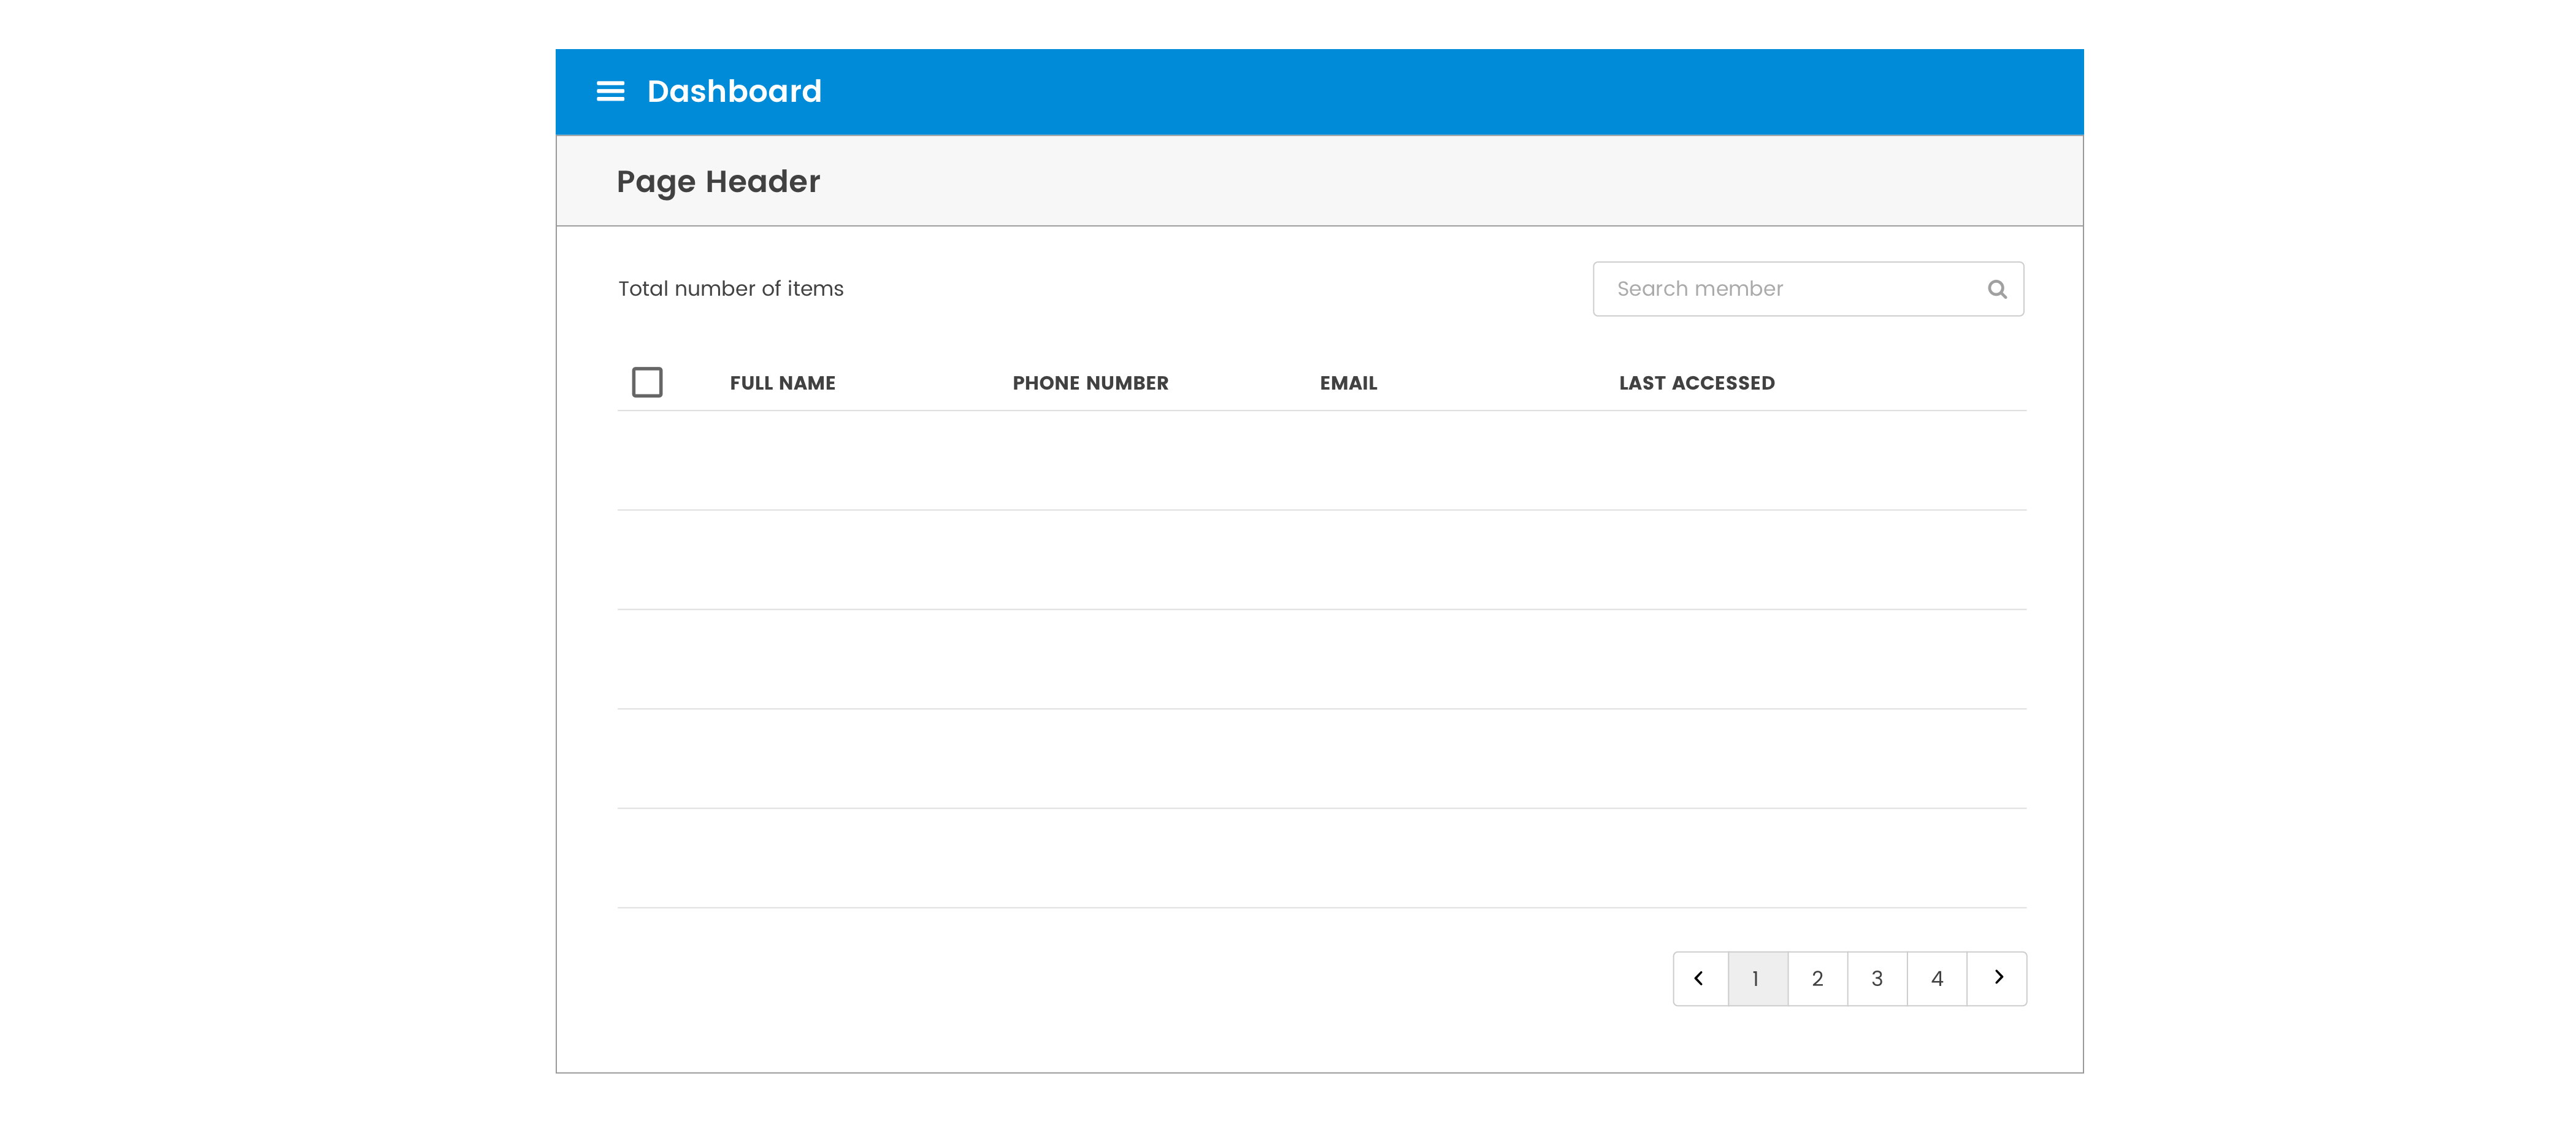 Dashboard
Page Header
Total number of items
Search member
FULL NAME PHONE NUMBER EMAIL LAST ACCESSED
1 2 3 4